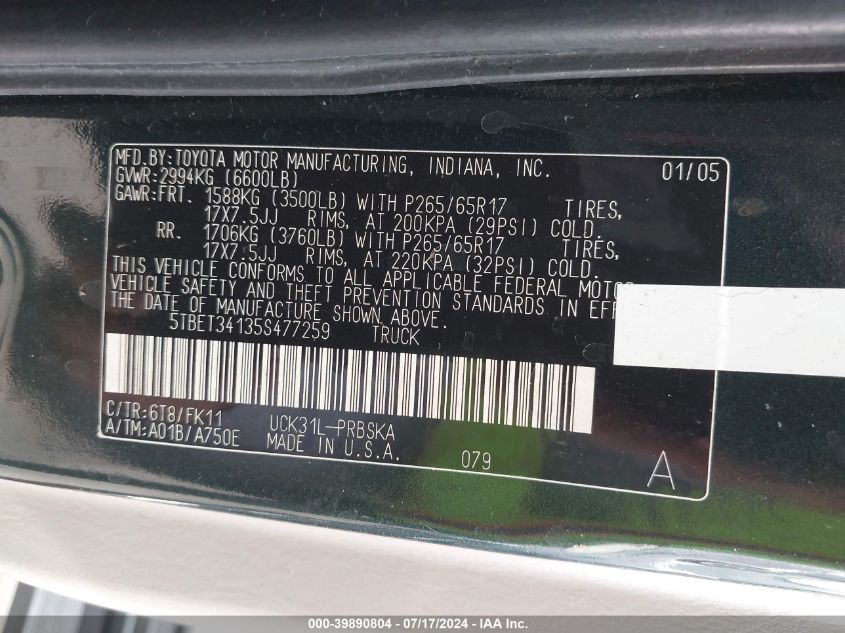 MFD.BY:TOYOTA MOTOR MANUFACTURING, INDIANA, INC. 01/05
GVWR:2994KG (6600LB)
GAWR:FRT. 1588KG (3500LB) WITH P265/65R17 TIRES,
17X7.5JJ RIMS, AT 200KPA (29PSI) COLD.
RR. 1706KG (3760LB) WITH P265/65R17 TIRES,
17X7.5JJ RIMS, AT 220KPA (32PSI) COLD.
THIS VEHICLE CONFORMS TO ALL APPLICABLE FEDERAL MOTOR
VEHICLE SAFETY AND THEFT PREVENTION STANDARDS IN EFF
THE DATE OF MANUFACTURE SHOWN ABOVE.
5TBET34135S477259 TRUCK
C/TR:6T8/FK11 UCK31L-PRBSKA
A/TM:A01B/A750E MADE IN U.S.A. 079 A
000-39890804 - 07/17/2024 - IAA Inc.